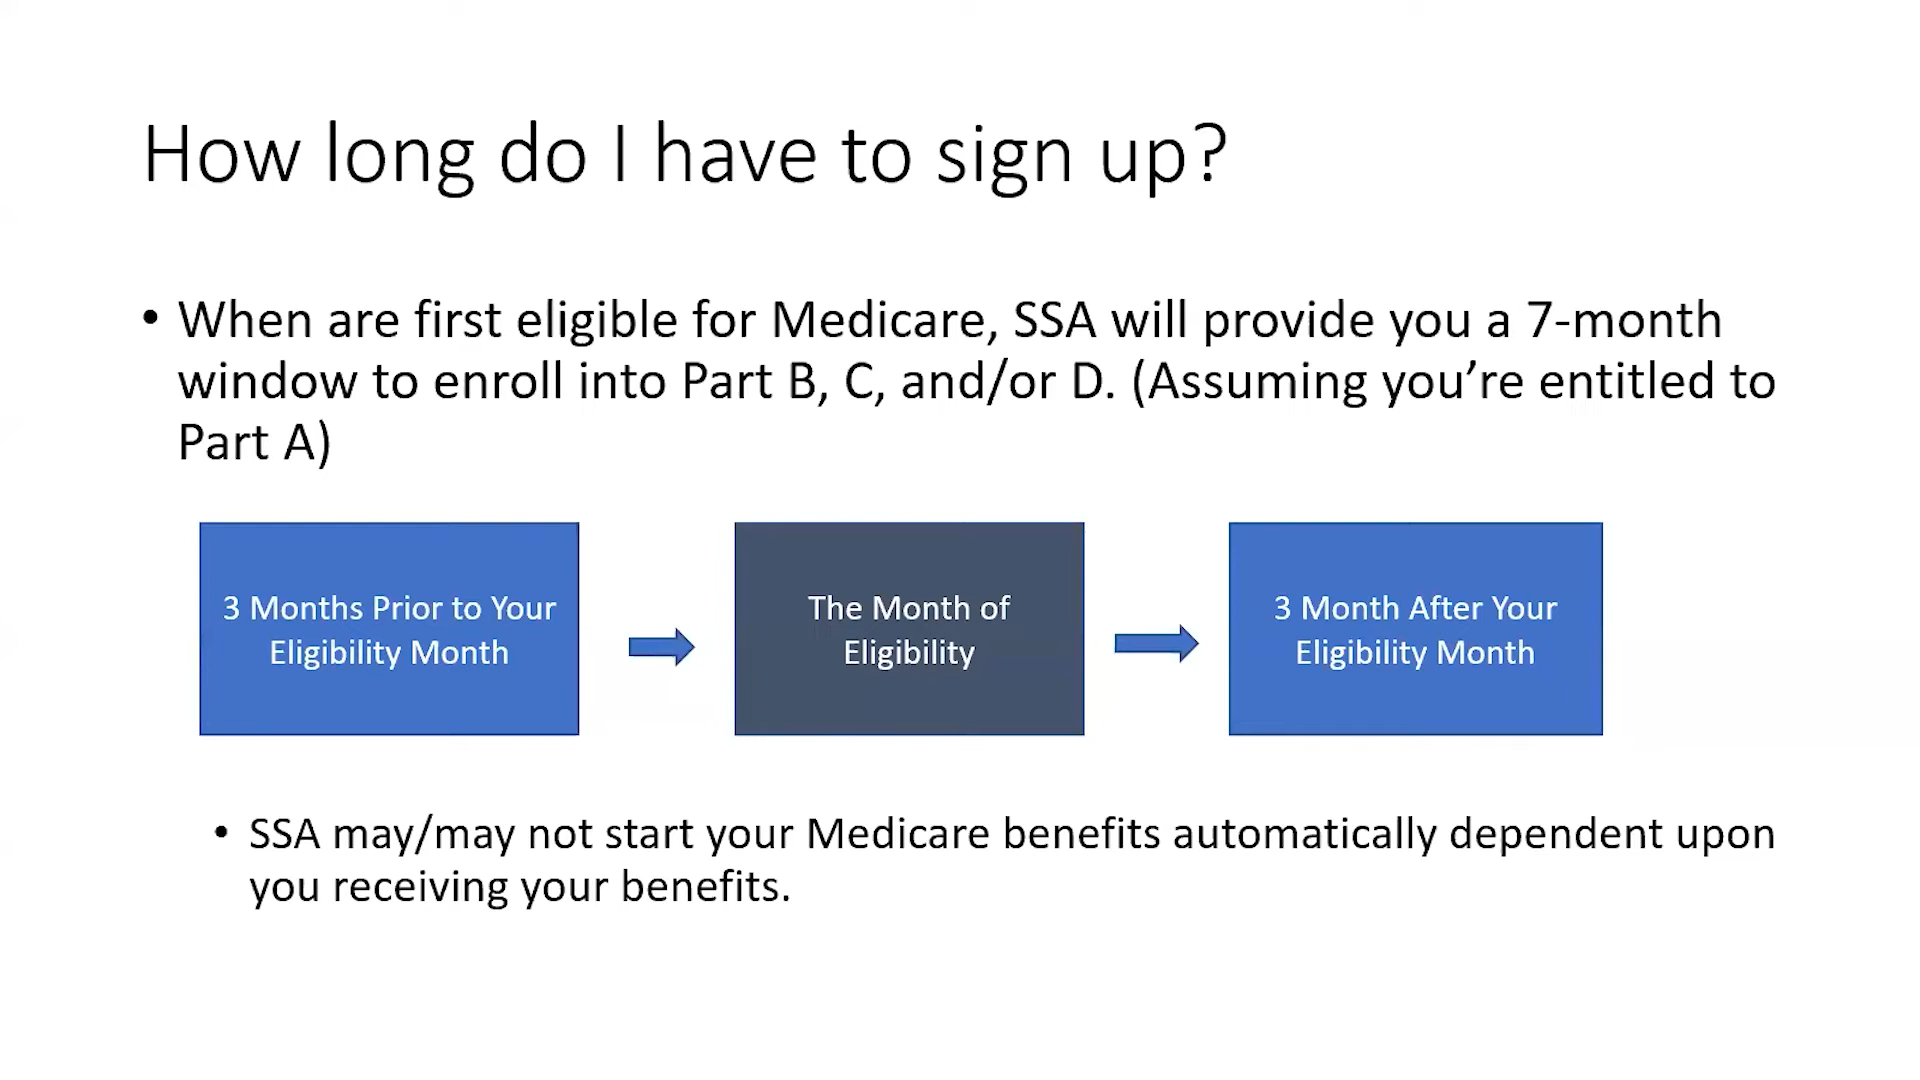 How long do I have to sign up?
• When are first eligible for Medicare, SSA will provide you a 7-month
window to enroll into Part B, C, and/or D. (Assuming you’re entitled to
Part A)
3 Months Prior to Your
Eligibility Month
The Month of
Eligibility
3 Month After Your
Eligibility Month
• SSA may/may not start your Medicare benefits automatically dependent upon
you receiving your benefits.